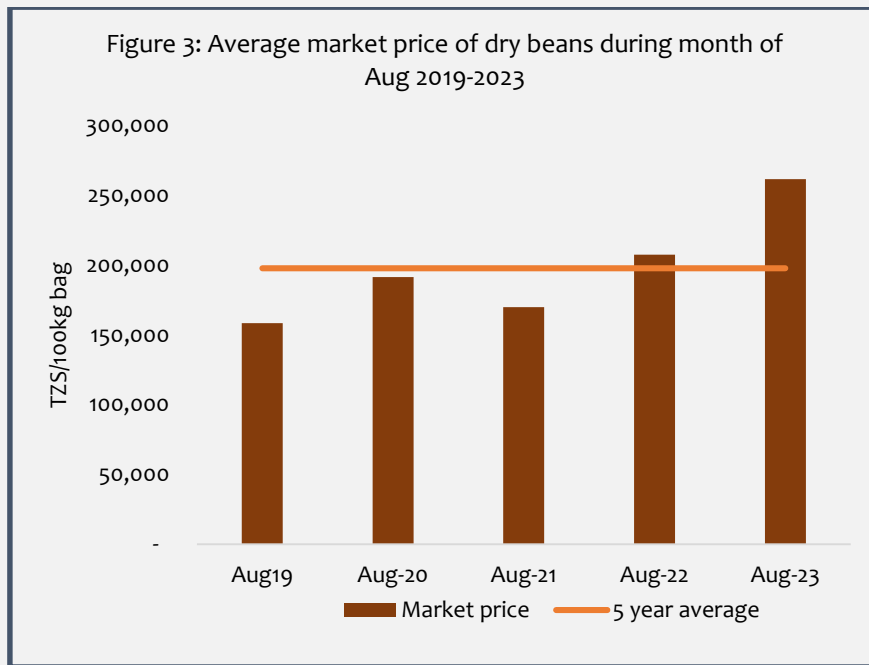 Figure 3: Average market price of dry beans during month of
Aug 2019-2023
300,000
250,000
200,000
150,000
100,000
50,000
-
TZS/100kg bag
Aug19 Aug-20 Aug-21 Aug-22 Aug-23
Market price 5 year average